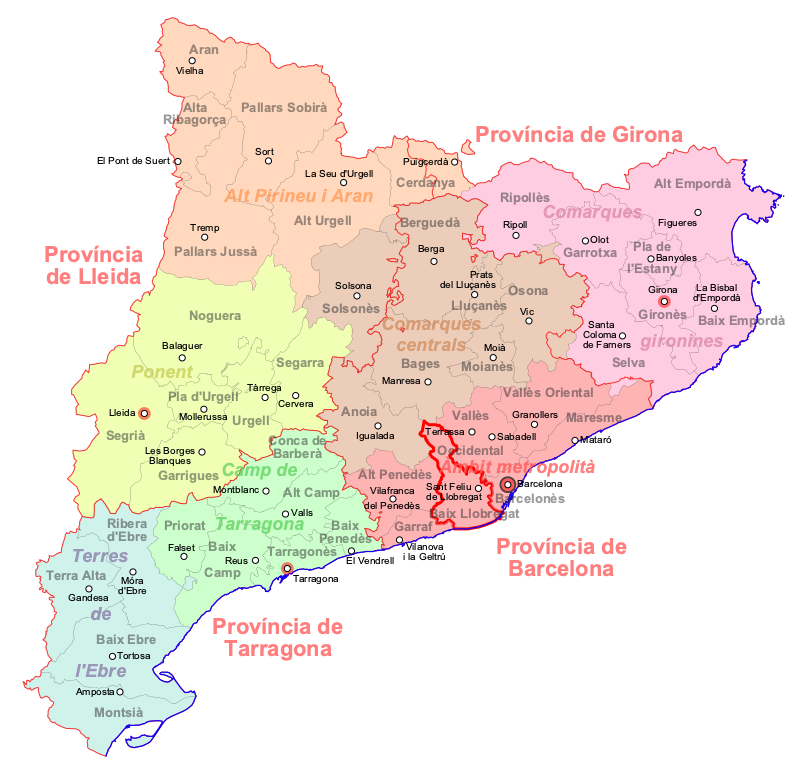 Aran
Vielha
Alta
Ribagorça
Pallars Sobirà
Província de Girona
El Pont de Suert
Sort
La Seu d'Urgell
Puigcerdà
Cerdanya
Alt Pirineu i Aran
Alt Urgell
Tremp
Pallars Jussà
Ripollès
Ripoll
Comarques
Alt Empordà
Figueres
Olot
Garrotxa
Pla de
l'Estany
Banyoles
Berguedà
Berga
Província
de Lleida
Solsona
Solsonès
Prats
del Lluçanès
Lluçanès
Osona
Vic
Girona
Gironès
La Bisbal
d'Empordà
Baix Empordà
Noguera
Balaguer
Ponent
Comarques
centrals
Santa
Coloma
de Farners
gironines
Selva
Segarra
Moià
Moianès
Bages
Manresa
Pla d'Urgell
Mollerussa
Tàrrega
Cervera
Lleida
Urgell
Segrià
Anoia
Igualada
Vallès Oriental
Granollers
Vallès
Terrassa
Sabadell
Occidental
Maresme
Mataró
Les Borges
Blanques
Garrigues
Conca de
Barberà
Camp de
Montblanc
Alt Camp
Àmbit metropolità
Alt Penedès
Vilafranca
del Penedès
Sant Feliu
de Llobregat
Barcelona
Barcelonès
Baix Llobregat
Garraf
Vilanova
i la Geltrú
Província de
Barcelona
Ribera
d'Ebre
Priorat
Tarragona
Valls
Falset
Baix
Camp
Reus
Tarragonès
Baix
Penedès
El Vendrell
Tarragona
Terres
Terra Alta
Móra
d'Ebre
Gandesa
de
Província de
Tarragona
Baix Ebre
Tortosa
l'Ebre
Amposta
Montsià